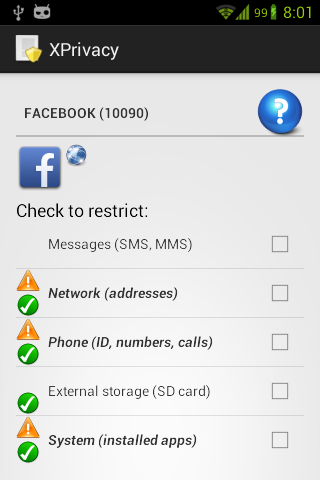 99 8:01
XPrivacy
FACEBOOK (10090)
?
f
Check to restrict:
Messages (SMS, MMS)
Network (addresses)
Phone (ID, numbers, calls)
External storage (SD card)
System (installed apps)